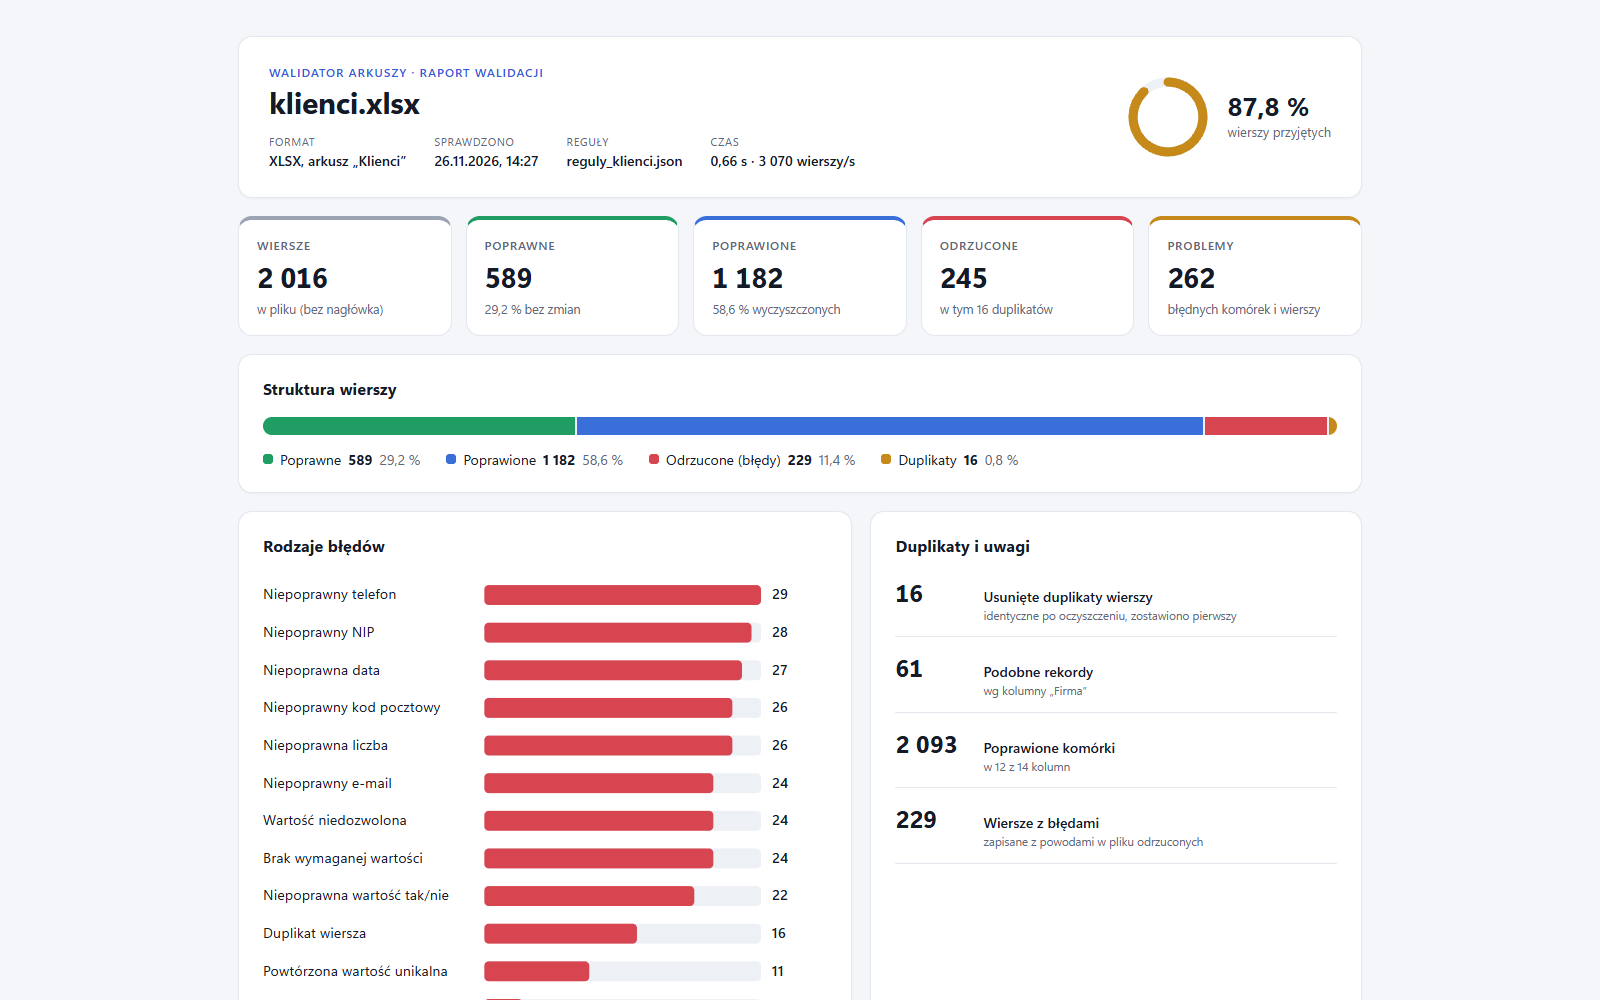 WALIDATOR ARKUSZY · RAPORT WALIDACJI
klienci.xlsx
FORMAT
XLSX, arkusz „Klienci”
SPRAWDZONO
26.11.2026, 14:27
REGUŁY
reguly_klienci.json
CZAS
0,66 s · 3 070 wierszy/s
87,8 %
wierszy przyjętych
WIERSZE
2 016
w pliku (bez nagłówka)
POPRAWNE
589
29,2 % bez zmian
POPRAWIONE
1 182
58,6 % wyczyszczonych
ODRZUCONE
245
w tym 16 duplikatów
PROBLEMY
262
błędnych komórek i wierszy
Struktura wierszy
Poprawne 589 29,2 %
Poprawione 1 182 58,6 %
Odrzucone (błędy) 229 11,4 %
Duplikaty 16 0,8 %
Rodzaje błędów
Niepoprawny telefon 29
Niepoprawny NIP 28
Niepoprawna data 27
Niepoprawny kod pocztowy 26
Niepoprawna liczba 26
Niepoprawny e-mail 24
Wartość niedozwolona 24
Brak wymaganej wartości 24
Niepoprawna wartość tak/nie 22
Duplikat wiersza 16
Powtórzona wartość unikalna 11
Duplikaty i uwagi
16
Usunięte duplikaty wierszy
identyczne po oczyszczeniu, zostawiono pierwszy
61
Podobne rekordy
wg kolumny „Firma”
2 093
Poprawione komórki
w 12 z 14 kolumn
229
Wiersze z błędami
zapisane z powodami w pliku odrzuconych